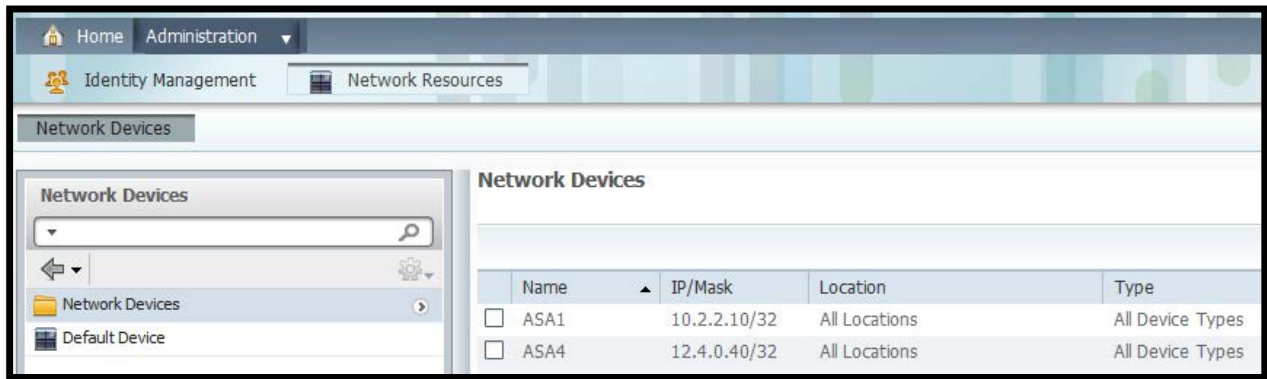 Home Administration
Identity Management Network Resources
Network Devices
Network Devices
Network Devices
Default Device
Network Devices
Name IP/Mask Location Type
ASA1 10.2.2.10/32 All Locations All Device Types
ASA4 12.4.0.40/32 All Locations All Device Types